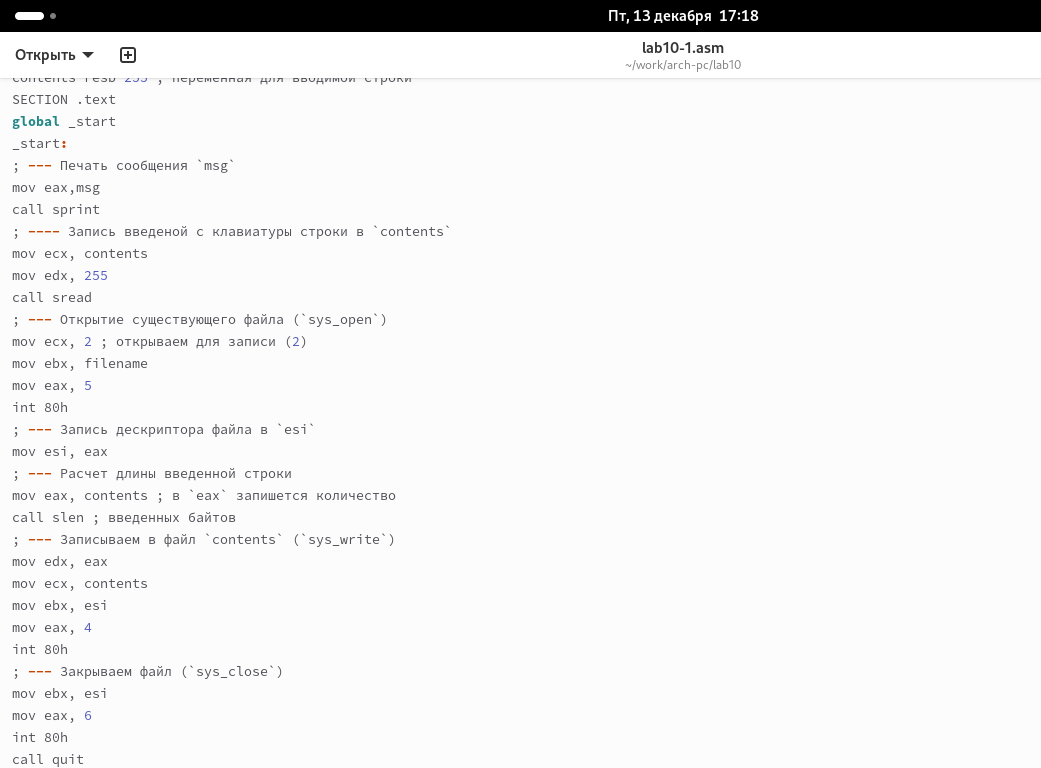 Пт, 13 декабря 17:18
Открыть
lab10-1.asm
~/work/arch-pc/lab10
contents resb 255 ; переменная для вводимой строки
SECTION .text
global _start
_start:
; --- Печать сообщения `msg`
mov eax,msg
call sprint
; ---- Запись введеной с клавиатуры строки в `contents`
mov ecx, contents
mov edx, 255
call sread
; --- Открытие существующего файла (`sys_open`)
mov ecx, 2 ; открываем для записи (2)
mov ebx, filename
mov eax, 5
int 80h
; --- Запись дескриптора файла в `esi`
mov esi, eax
; --- Расчет длины введенной строки
mov eax, contents ; в `eax` запишется количество
call slen ; введенных байтов
; --- Записываем в файл `contents` (`sys_write`)
mov edx, eax
mov ecx, contents
mov ebx, esi
mov eax, 4
int 80h
; --- Закрываем файл (`sys_close`)
mov ebx, esi
mov eax, 6
int 80h
call quit